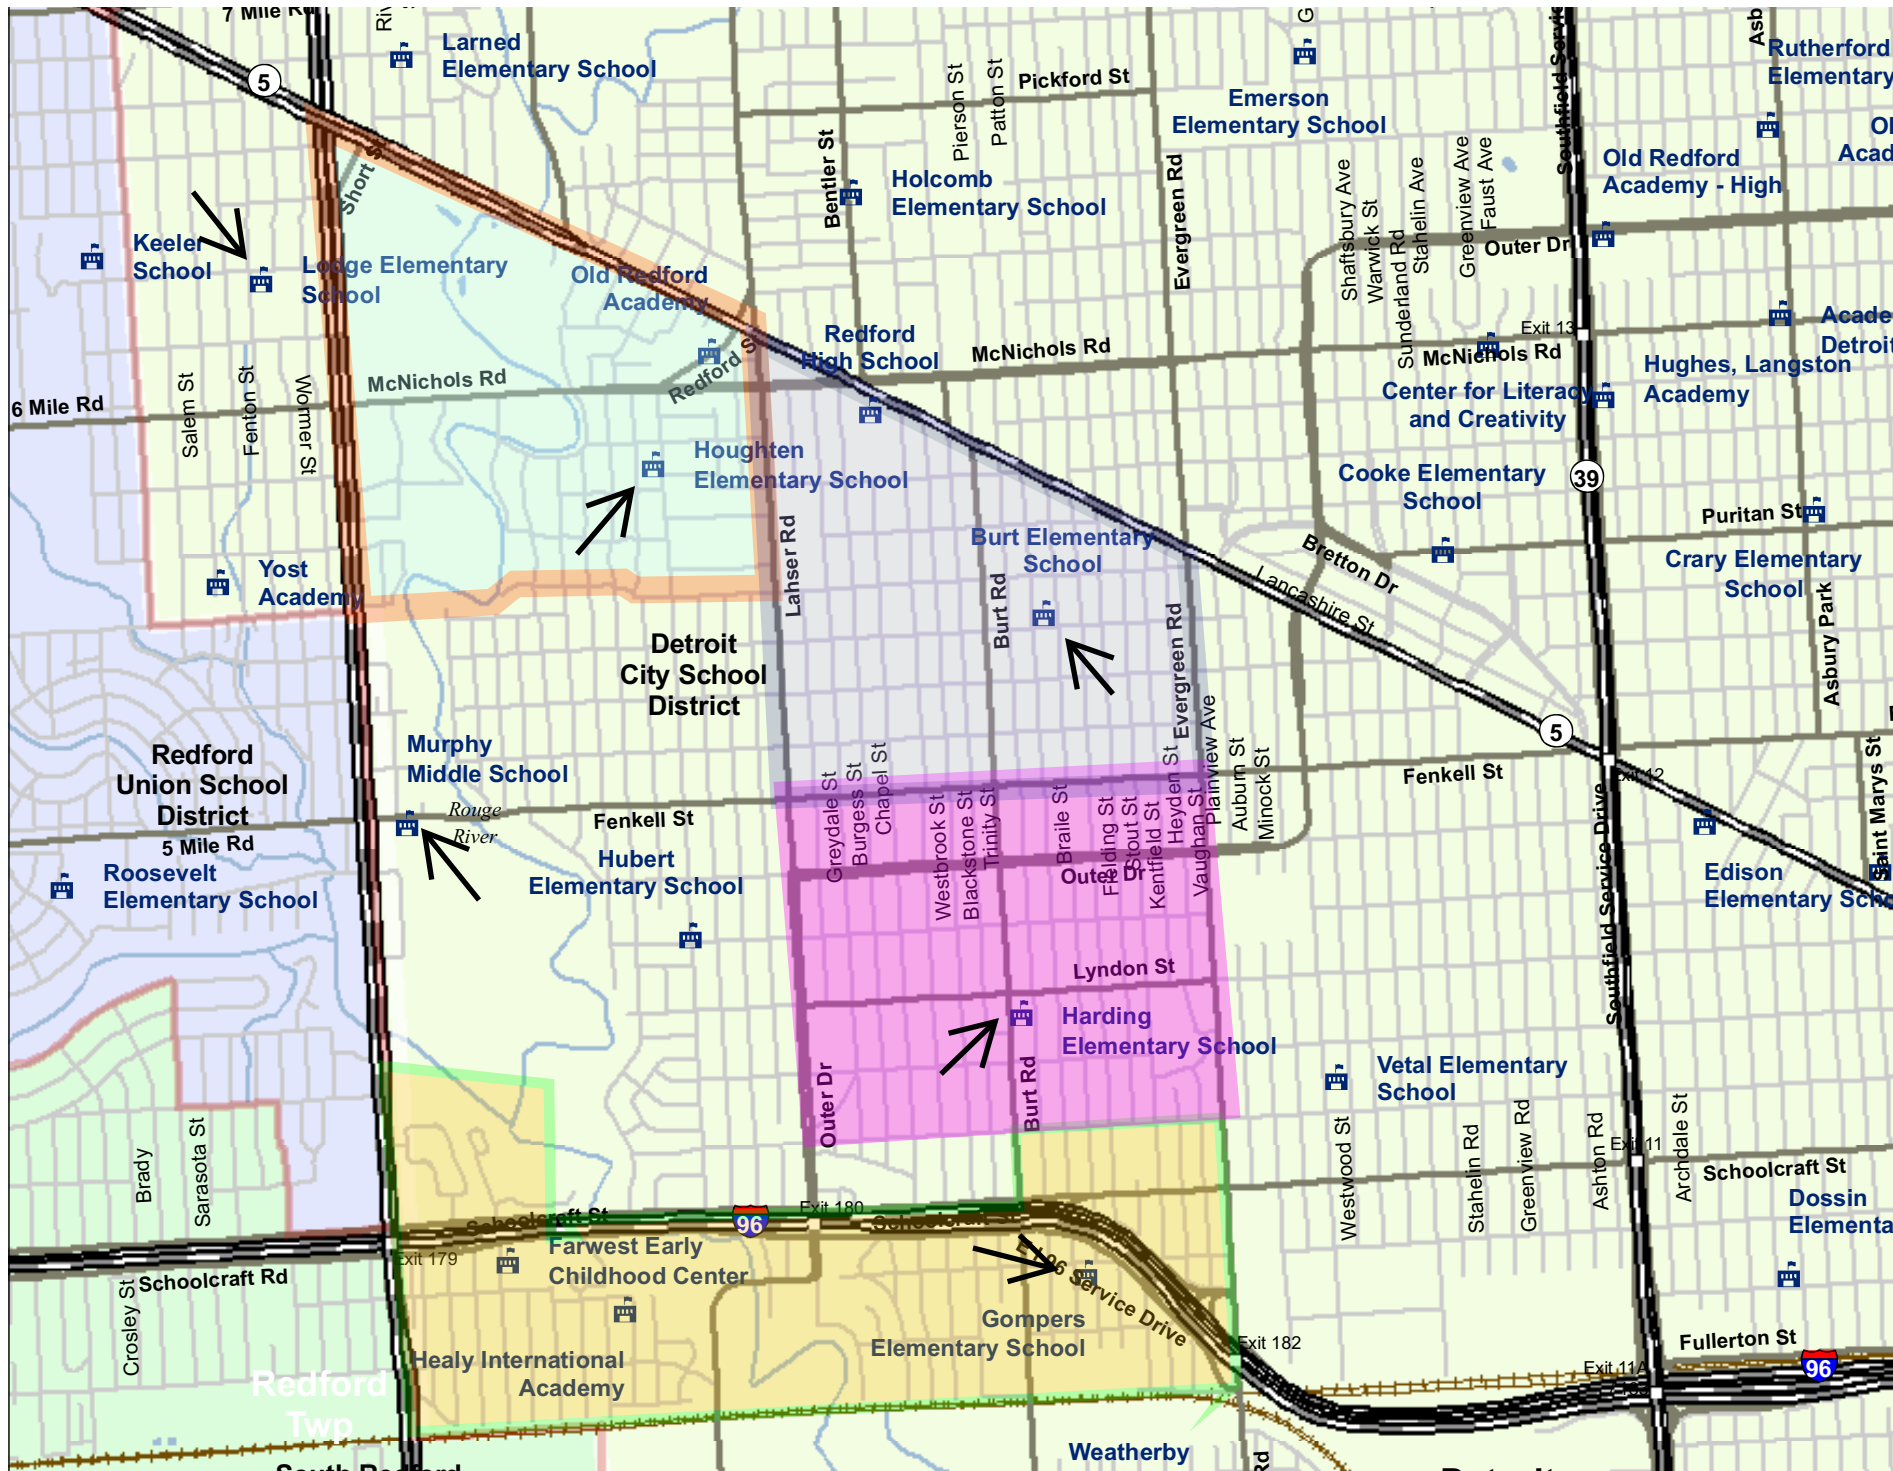 7 Mile Rd
5
Larned
Elementary School
Pickford St
Pierson St
Patton St
Bentler St
Emerson
Elementary School
Evergreen Rd
Rutherford
Elementary
Old Redford
Academy - High
Shaftsbury Ave
Warwick St
Sunderland Rd
Stahelin Ave
Greenview Ave
Faust Ave
Outer Dr
Holcomb
Elementary School
Short St
Keeler
School
Lodge Elementary
School
Old Redford
Academy
Redford
High School
Redford St
McNichols Rd
McNichols Rd
McNichols Rd
Exit 13
Hughes, Langston
Academy
Center for Literacy
and Creativity
6 Mile Rd
Salem St
Fenton St
Wormer St
Houghten
Elementary School
Cooke Elementary
School
39
Puritan St
Crary Elementary
School
Burt Elementary
School
Bretton Dr
Lancashire St
Lahser Rd
Burt Rd
Evergreen Rd
Asbury Park
Yost
Academy
Detroit
City School
District
Redford
Union School
District
Murphy
Middle School
Rouge
River
5 Mile Rd
Fenkell St
Fenkell St
5
Exit 12
Plainview Ave
Auburn St
Minock St
Greydale St
Burgess St
Chapel St
Westbrook St
Blackstone St
Trinity St
Braile St
Fielding St
Stout St
Kentfield St
Heyden St
Vaughan St
Outer Dr
Saint Marys St
Southfield Service Drive
Roosevelt
Elementary School
Hubert
Elementary School
Edison
Lyndon St
Harding
Elementary School
Vetal Elementary
School
Outer Dr
Burt Rd
Brady
Sarasota St
Westwood St
Stahelin Rd
Greenview Rd
Ashton Rd
Exit 11
Archdale St
Schoolcraft St
Dossin
Schoolcraft St
96
Exit 180
Schoolcraft St
Exit 179
Farwest Early
Childhood Center
Schoolcraft Rd
Crosley St
E I 96 Service Drive
Gompers
Elementary School
Exit 182
Fullerton St
Exit 11A
96
Healy International
Academy
Redford
Twp
Weatherby
South Redford
Detroit